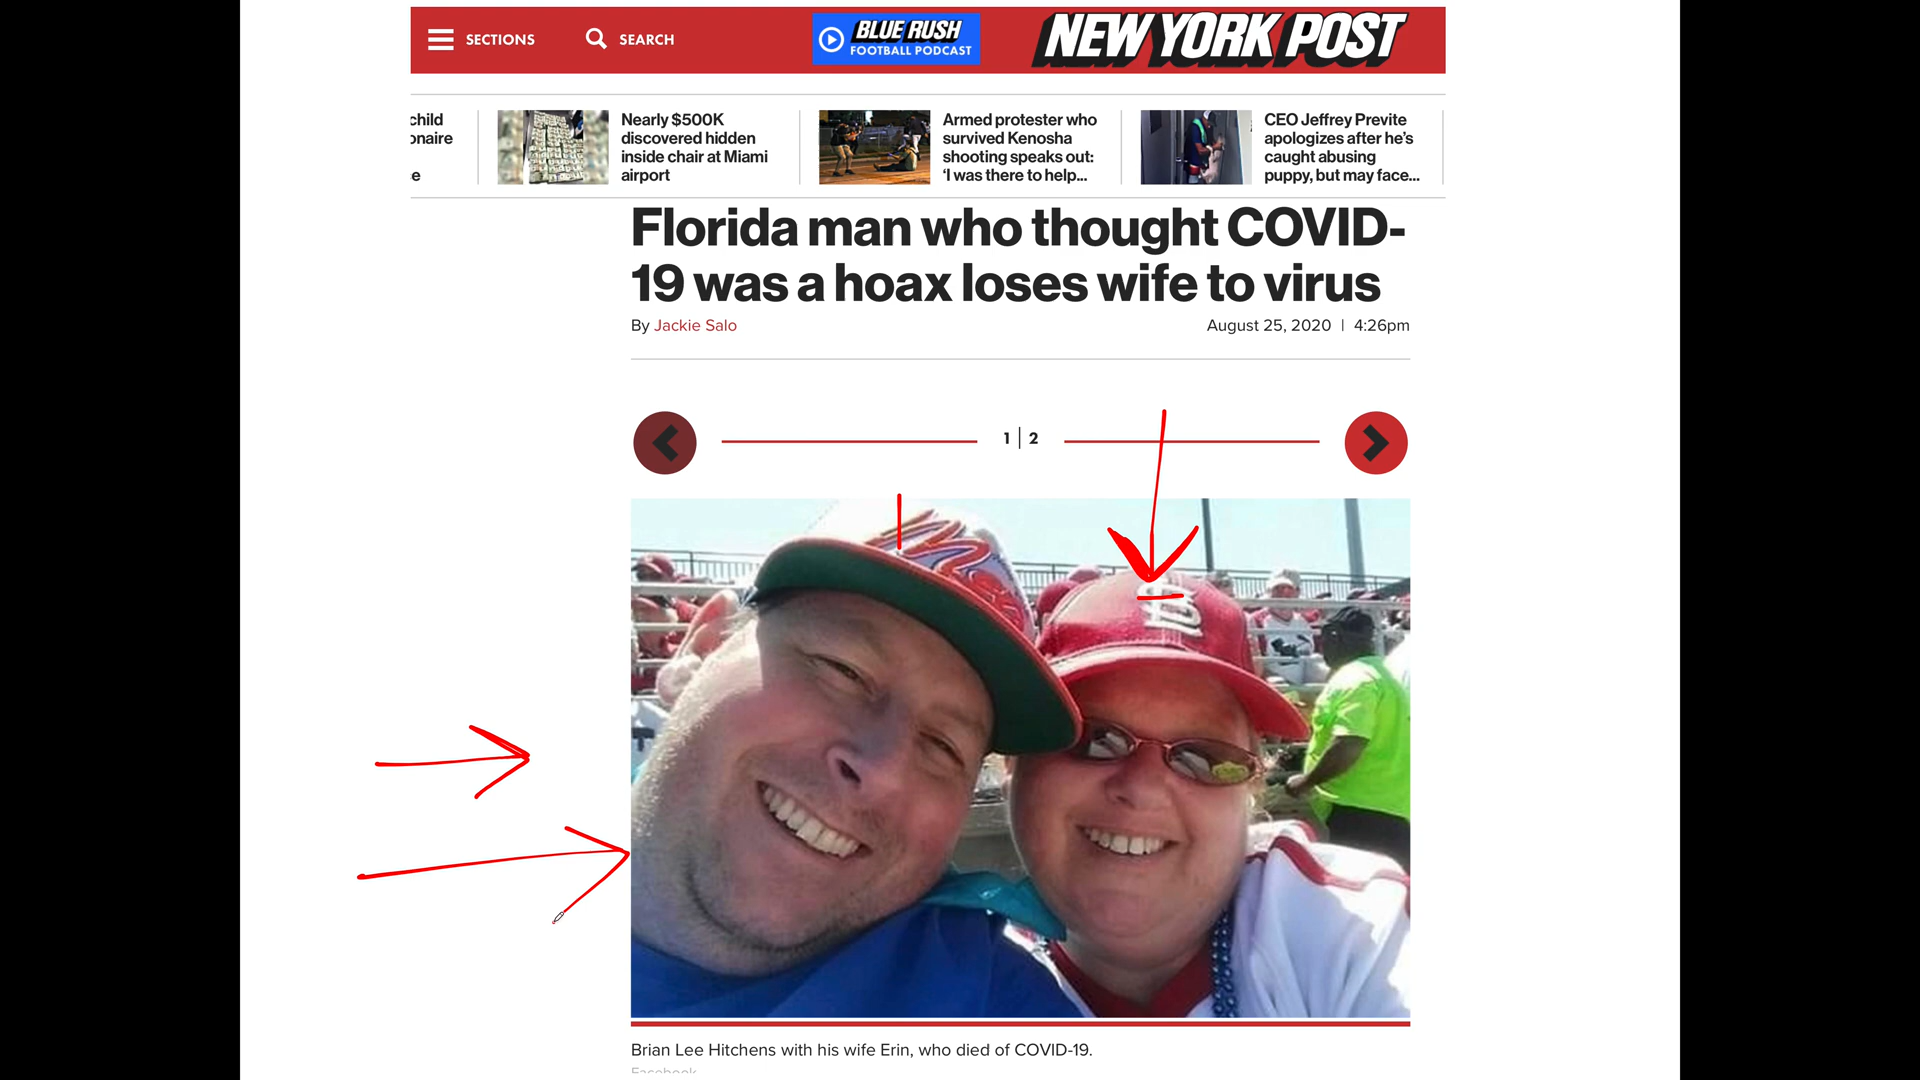 SECTIONS
SEARCH
BLUE RUSH
FOOTBALL PODCAST
NEW YORK POST
child
onaire
ce
Nearly $500K
discovered hidden
inside chair at Miami
airport
Armed protester who
survived Kenosha
shooting speaks out:
‘I was there to help...
CEO Jeffrey Previte
apologizes after he’s
caught abusing
puppy, but may face...
Florida man who thought COVID-
19 was a hoax loses wife to virus
By Jackie Salo
August 25, 2020 | 4:26pm
1 | 2
Brian Lee Hitchens with his wife Erin, who died of COVID-19.
Facebook